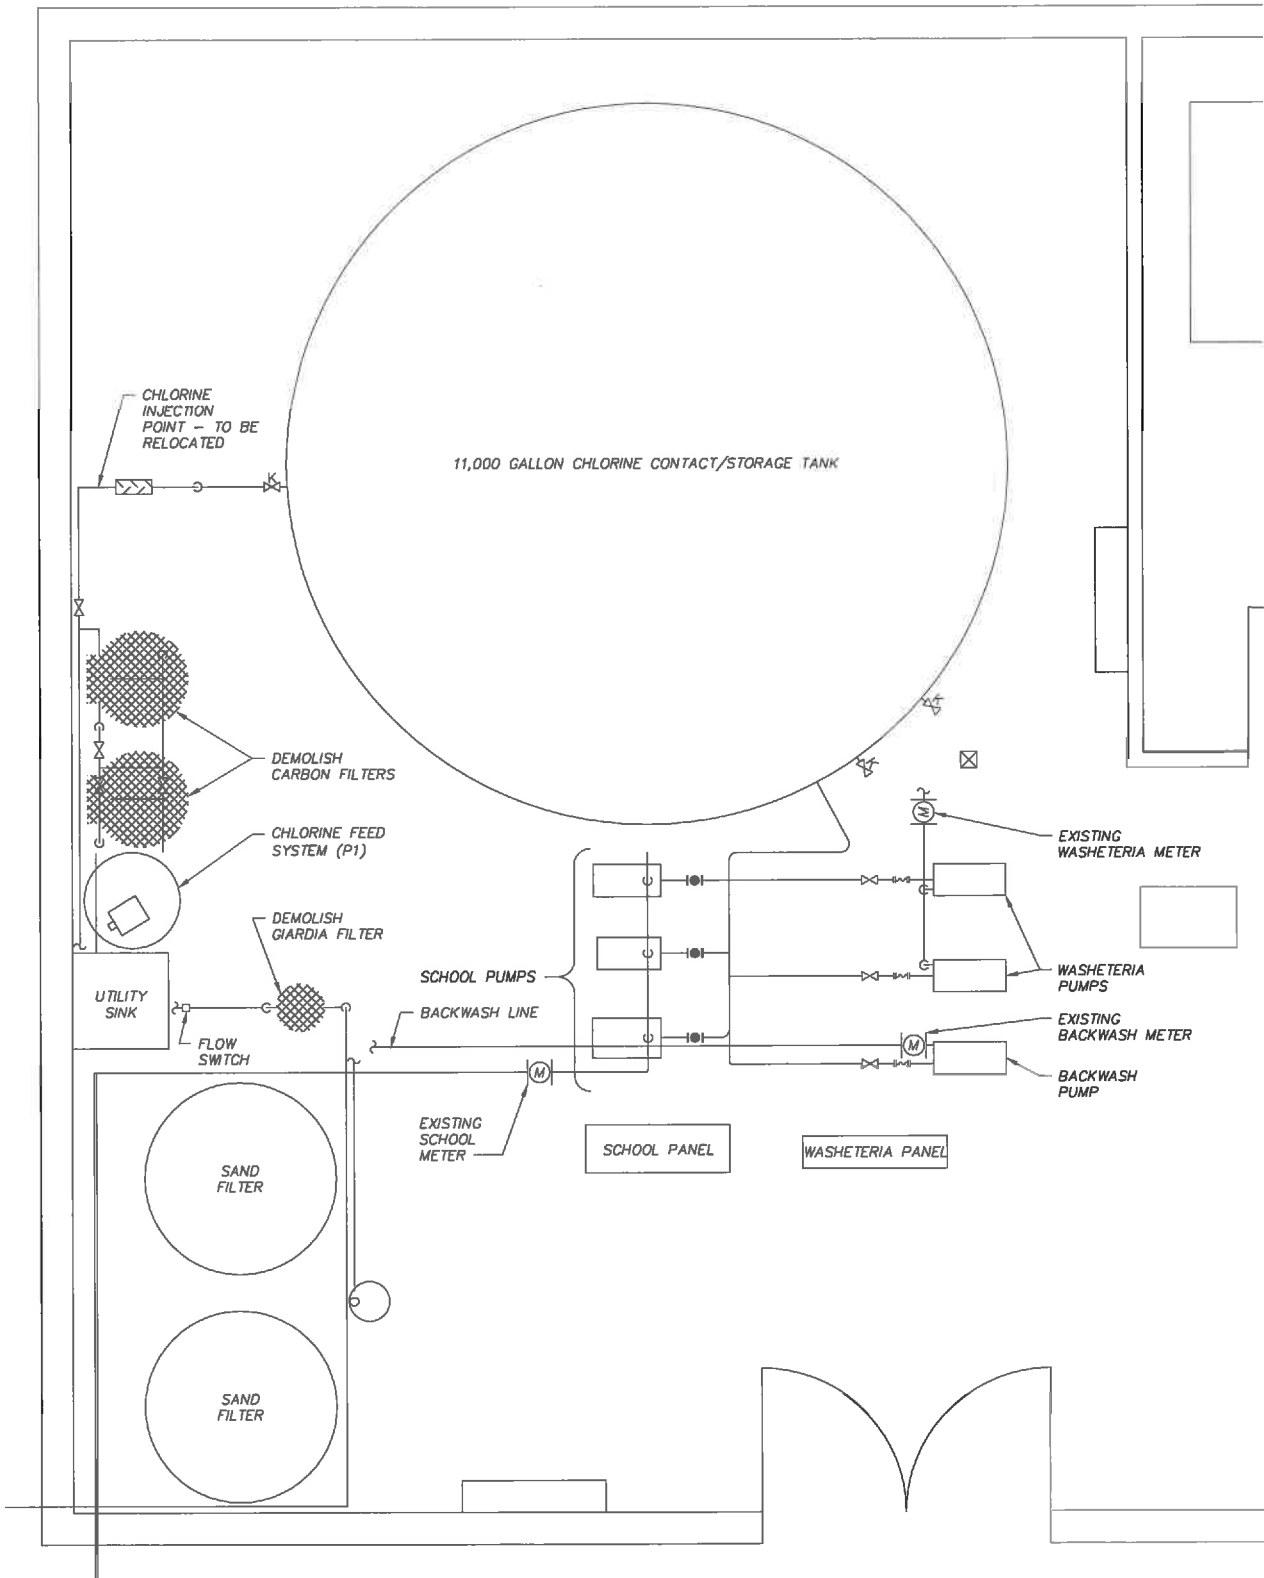 CHLORINE
INJECTION
POINT – TO BE
RELOCATED
11,000 GALLON CHLORINE CONTACT/STORAGE TANK
K
K
K
DEMOLISH
CARBON FILTERS
CHLORINE FEED
SYSTEM (P1)
M
EXISTING
WASHETERIA METER
DEMOLISH
GIARDIA FILTER
SCHOOL PUMPS
WASHETERIA
PUMPS
UTILITY
SINK
BACKWASH LINE
EXISTING
BACKWASH METER
M
FLOW
SWITCH
M
BACKWASH
PUMP
EXISTING
SCHOOL
METER
SCHOOL PANEL
WASHETERIA PANEL
SAND
FILTER
SAND
FILTER